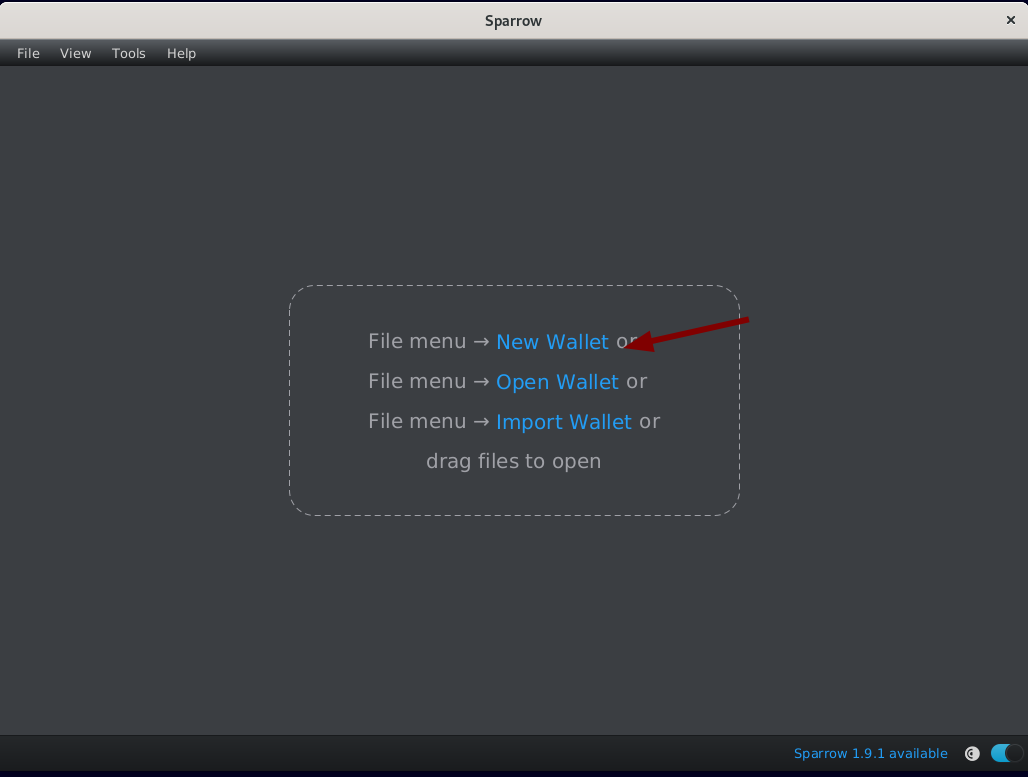 Sparrow
File View Tools Help
File menu → New Wallet or
File menu → Open Wallet or
File menu → Import Wallet or
drag files to open
Sparrow 1.9.1 available